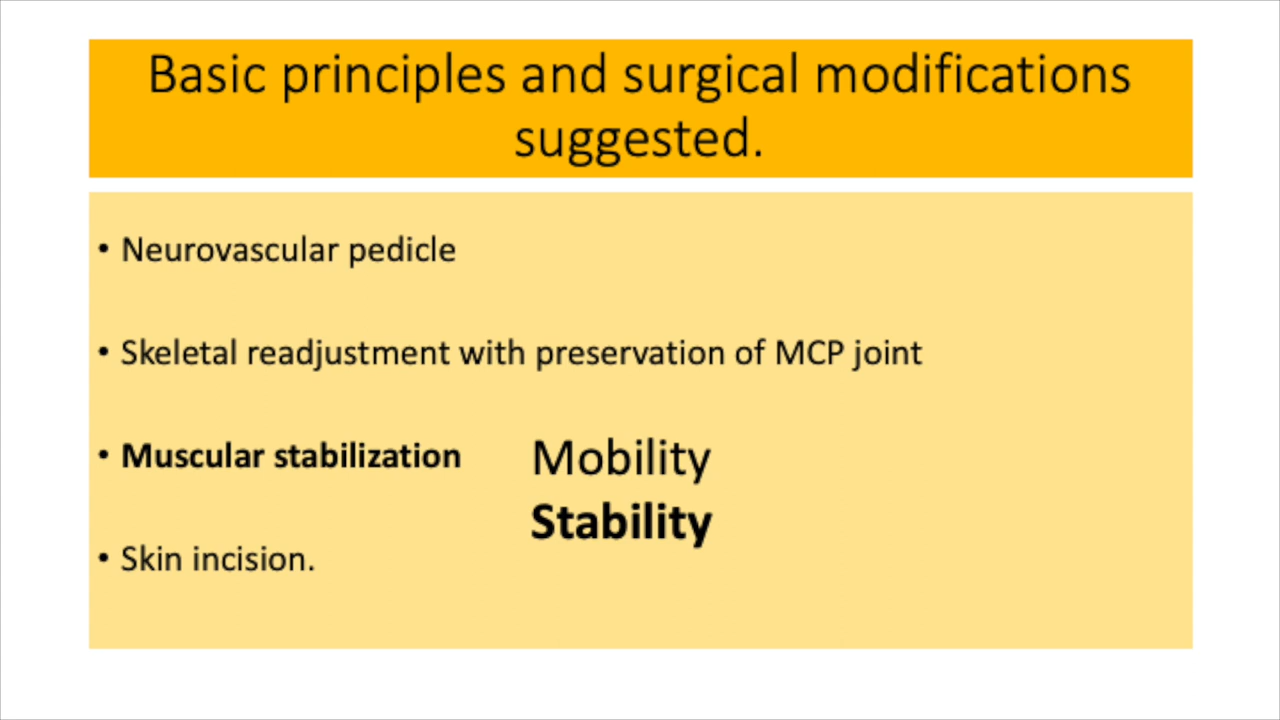 Basic principles and surgical modifications
suggested.
• Neurovascular pedicle
• Skeletal readjustment with preservation of MCP joint
• Muscular stabilization
Mobility
Stability
• Skin incision.